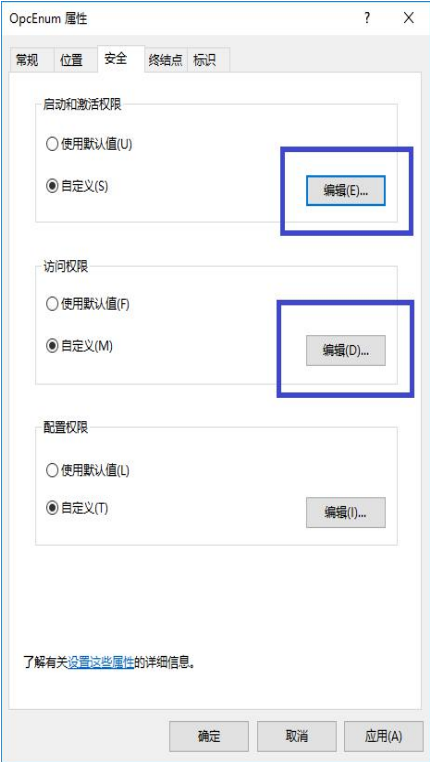 OpcEnum 属性
常规 位置 安全 终结点 标识
启动和激活权限
使用默认值(U)
自定义(S) 编辑(E)...
访问权限
使用默认值(F)
自定义(M) 编辑(D)...
配置权限
使用默认值(L)
自定义(T) 编辑(I)...
了解有关设置这些属性的详细信息。
确定 取消 应用(A)